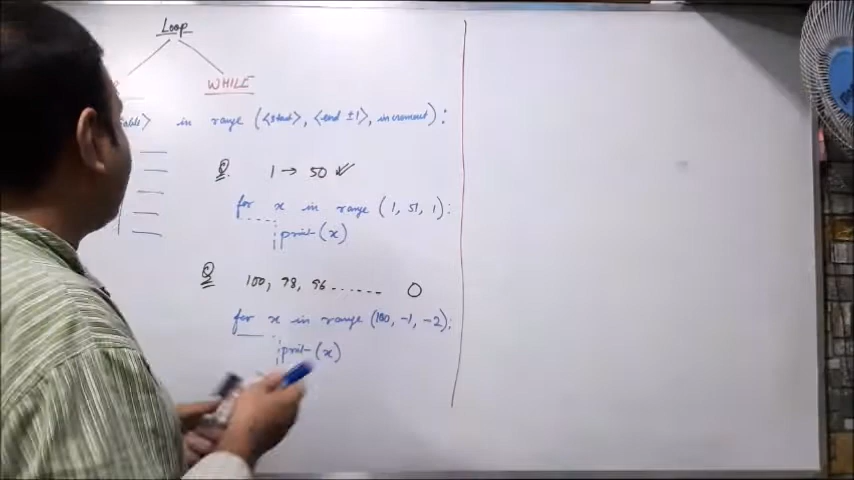 Loop
WHILE
in range (<start>, <end ±1>, increment):
Q. 1 → 50 ✓
for x in range (1, 51, 1):
print (x)
Q 100, 98, 96....... 0
for x in range (100, -1, -2):
print (x)